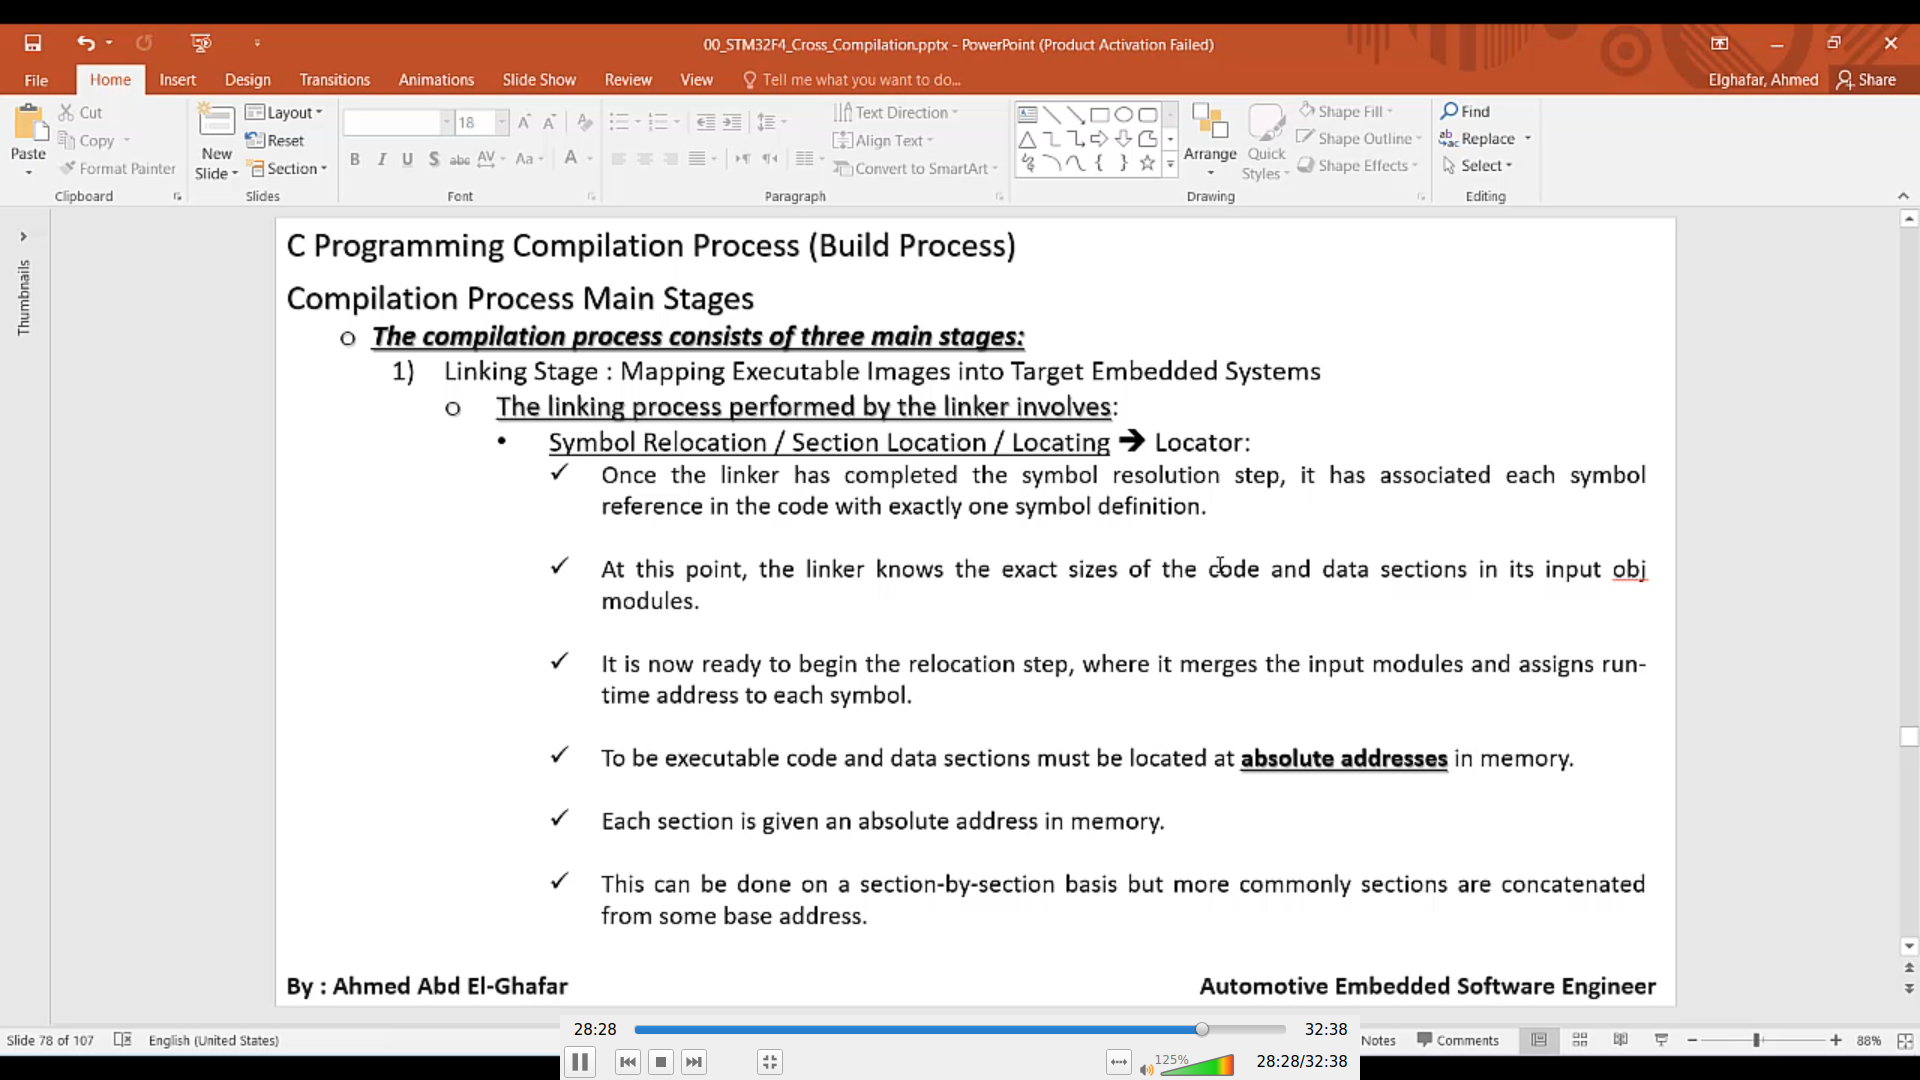 00_STM32F4_Cross_Compilation.pptx - PowerPoint (Product Activation Failed)
File Home Insert Design Transitions Animations Slide Show Review View Tell me what you want to do... Elghafar, Ahmed Share
Paste
Cut
Copy
Format Painter
Clipboard
New Slide
Layout
Reset
Section
Slides
18
B I U S abc AV Aa A
Font
Text Direction
Align Text
Convert to SmartArt
Paragraph
Arrange
Quick Styles
Shape Fill
Shape Outline
Shape Effects
Drawing
Find
Replace
Select
Editing
Thumbnails
C Programming Compilation Process (Build Process)
Compilation Process Main Stages
o The compilation process consists of three main stages:
1) Linking Stage : Mapping Executable Images into Target Embedded Systems
o The linking process performed by the linker involves:
• Symbol Relocation / Section Location / Locating ➔ Locator:
✓ Once the linker has completed the symbol resolution step, it has associated each symbol
reference in the code with exactly one symbol definition.
✓ At this point, the linker knows the exact sizes of the code and data sections in its input obj
modules.
✓ It is now ready to begin the relocation step, where it merges the input modules and assigns run-
time address to each symbol.
✓ To be executable code and data sections must be located at absolute addresses in memory.
✓ Each section is given an absolute address in memory.
✓ This can be done on a section-by-section basis but more commonly sections are concatenated
from some base address.
By : Ahmed Abd El-Ghafar Automotive Embedded Software Engineer
28:28 32:38
Slide 78 of 107 English (United States) Notes Comments 88%
125% 28:28/32:38